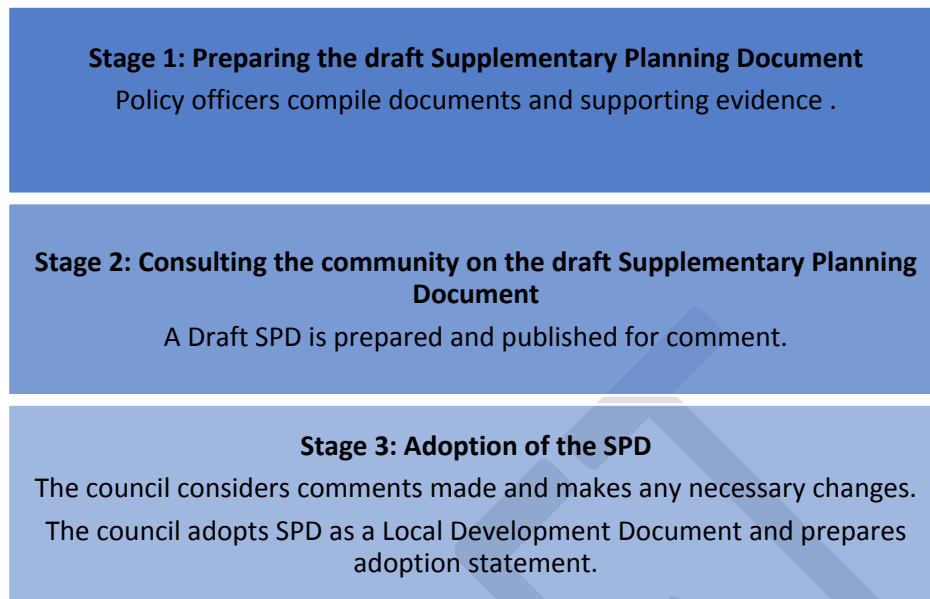 Stage 1: Preparing the draft Supplementary Planning Document
Policy officers compile documents and supporting evidence .
Stage 2: Consulting the community on the draft Supplementary Planning
Document
A Draft SPD is prepared and published for comment.
Stage 3: Adoption of the SPD
The council considers comments made and makes any necessary changes.
The council adopts SPD as a Local Development Document and prepares
adoption statement.